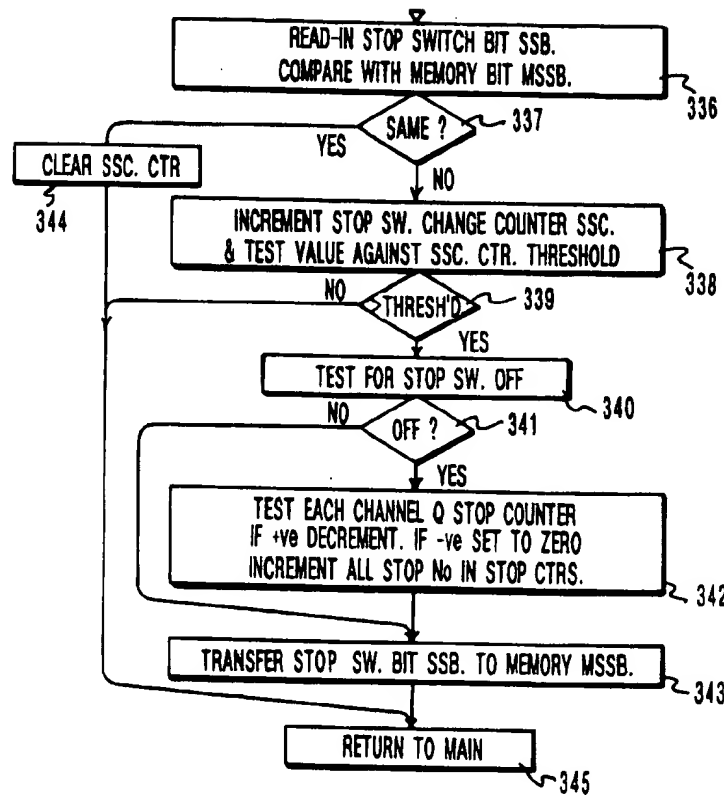 READ-IN STOP SWITCH BIT SSB.
COMPARE WITH MEMORY BIT MSSB.
336
SAME ?
337
YES
CLEAR SSC. CTR
344
NO
INCREMENT STOP SW. CHANGE COUNTER SSC.
& TEST VALUE AGAINST SSC. CTR. THRESHOLD
338
NO
>THRESH'D
339
YES
TEST FOR STOP SW. OFF
340
NO
OFF ?
341
YES
TEST EACH CHANNEL Q STOP COUNTER
IF +ve DECREMENT. IF -ve SET TO ZERO
INCREMENT ALL STOP No IN STOP CTRS.
342
TRANSFER STOP SW. BIT SSB. TO MEMORY MSSB.
343
RETURN TO MAIN
345